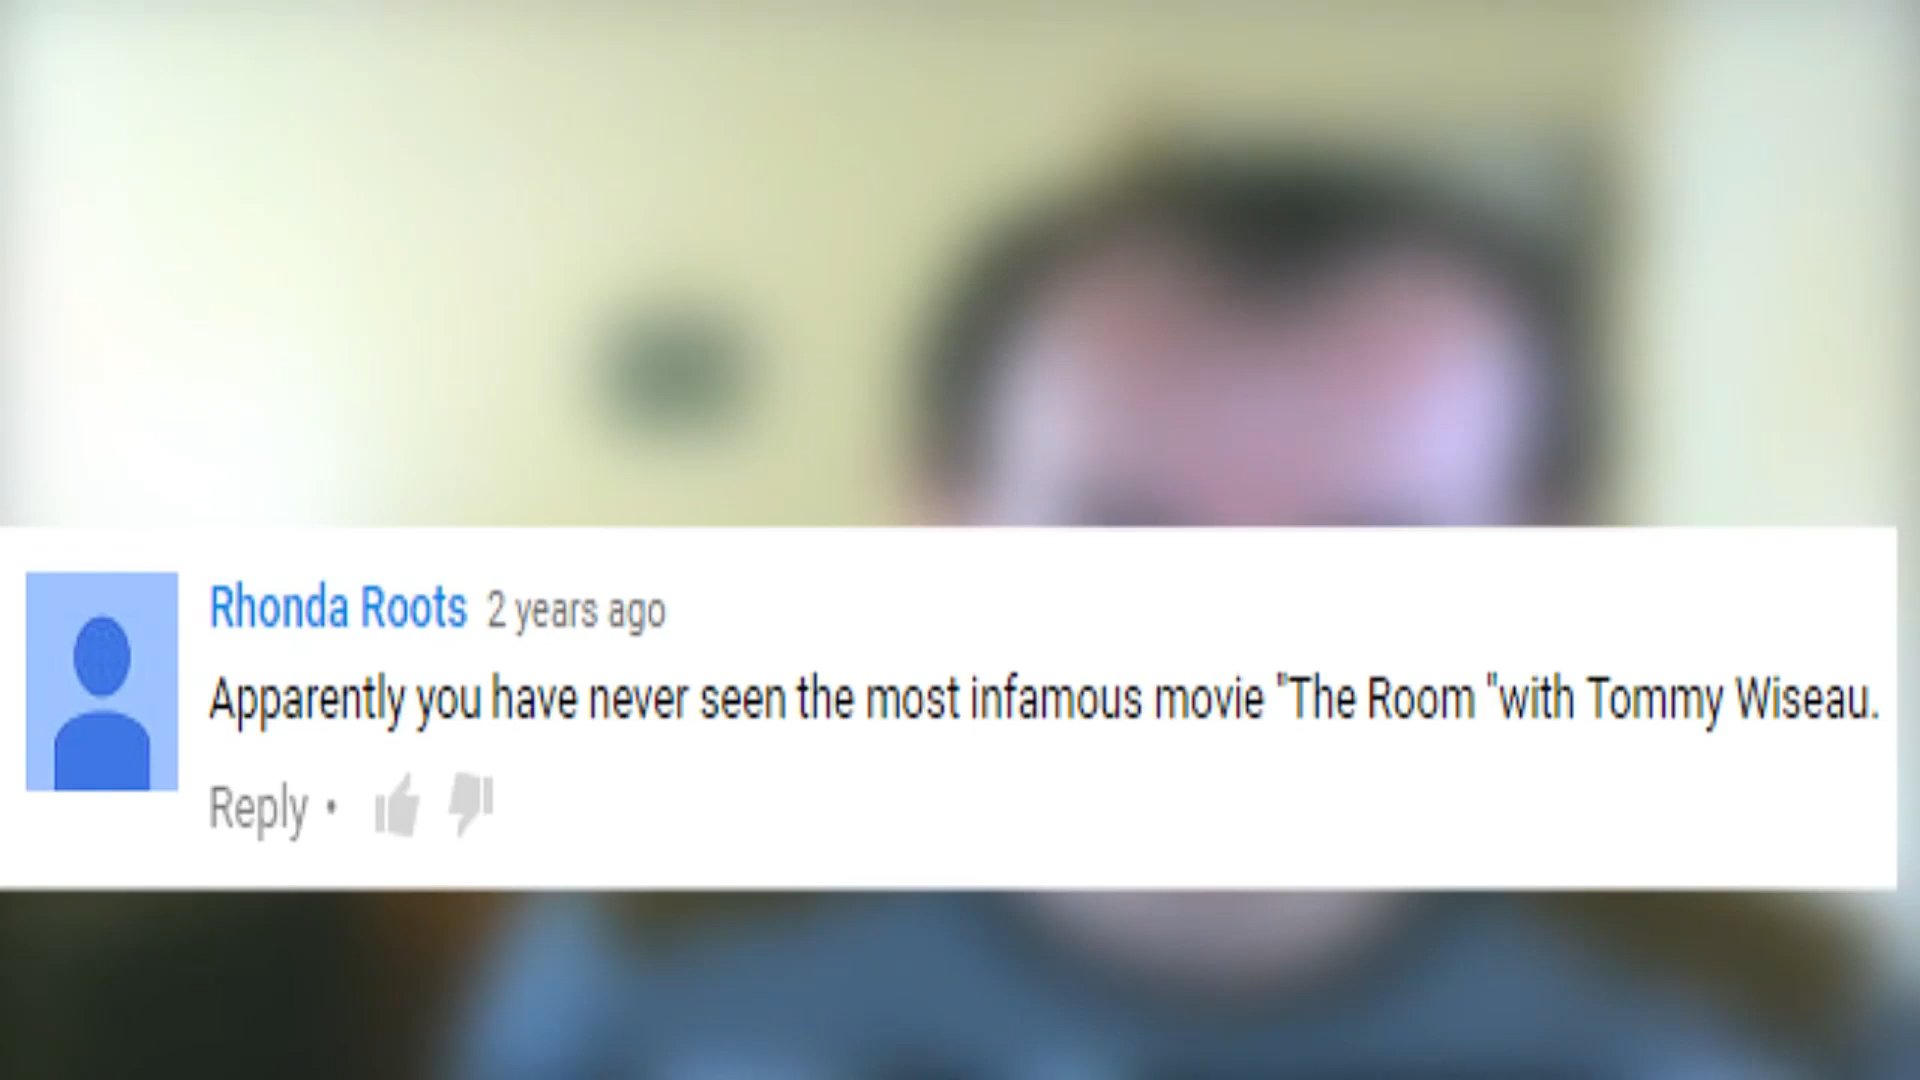 Rhonda Roots 2 years ago
Apparently you have never seen the most infamous movie "The Room "with Tommy Wiseau.
Reply •